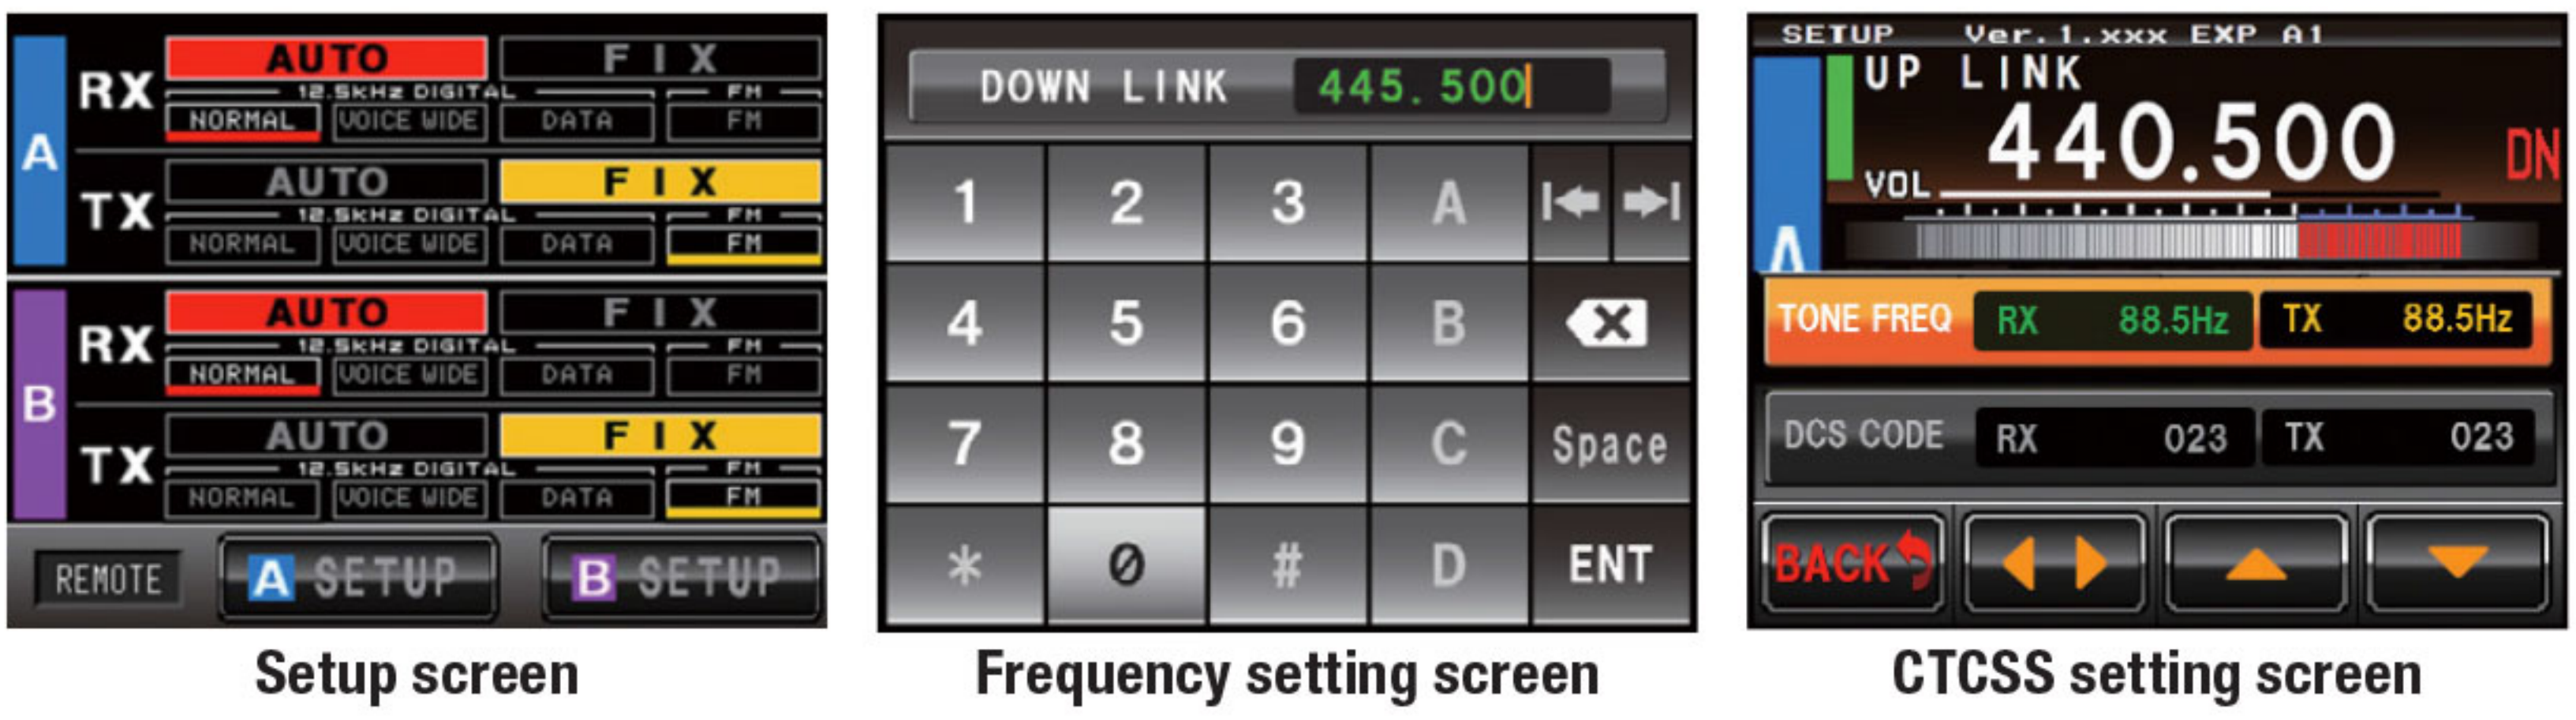 A
RX
AUTO
F I X
12.5kHz DIGITAL
FM
NORMAL
VOICE WIDE
DATA
FM
TX
AUTO
F I X
12.5kHz DIGITAL
FM
NORMAL
VOICE WIDE
DATA
FM
B
RX
AUTO
F I X
12.5kHz DIGITAL
FM
NORMAL
VOICE WIDE
DATA
FM
TX
AUTO
F I X
12.5kHz DIGITAL
FM
NORMAL
VOICE WIDE
DATA
FM
REMOTE
A SETUP
B SETUP
Setup screen
DOWN LINK 445.500
1 2 3 A
4 5 6 B
7 8 9 C Space
* 0 # D ENT
Frequency setting screen
SETUP Ver.1.xxx EXP A1
UP LINK
440.500
DN
VOL
A
TONE FREQ RX 88.5Hz TX 88.5Hz
DCS CODE RX 023 TX 023
BACK
CTCSS setting screen